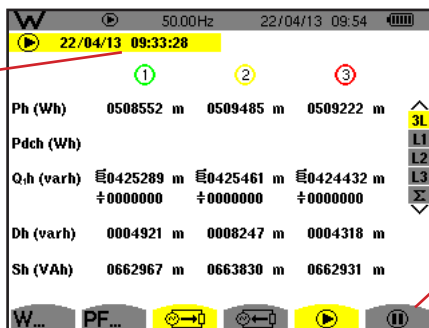 W 50.00Hz 22/04/13 09:54
22/04/13 09:33:28
1 2 3
Ph (Wh) 0508552 m 0509485 m 0509222 m
3L
Pdch (Wh)
L1
L2
Q₁h (varh) 0425289 m 0425461 m 0424432 m
L3
÷0000000 ÷0000000 ÷0000000
Σ
Dh (varh) 0004921 m 0008247 m 0004318 m
Sh (VAh) 0662967 m 0663830 m 0662931 m
W... PF...